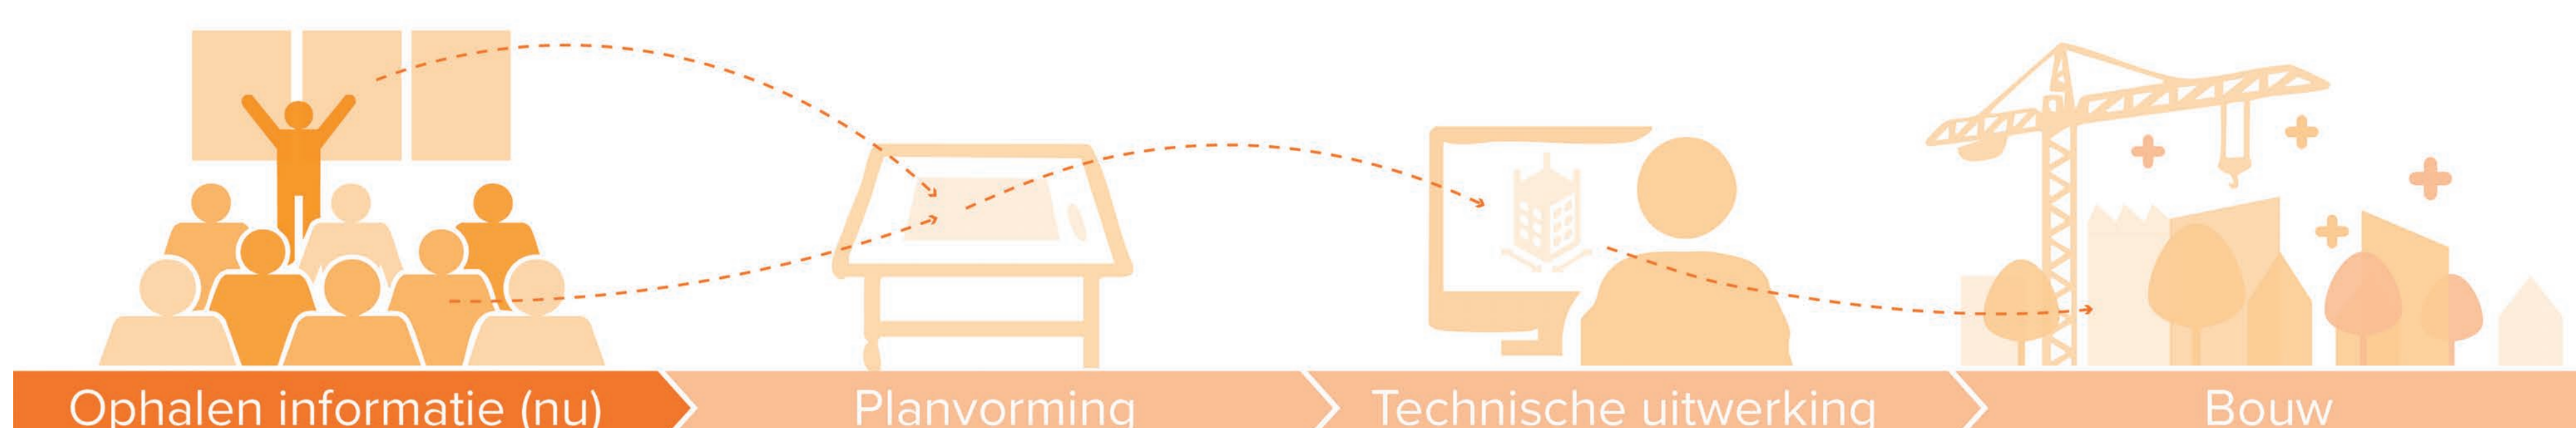 Ophalen informatie (nu)
Planvorming
Technische uitwerking
Bouw